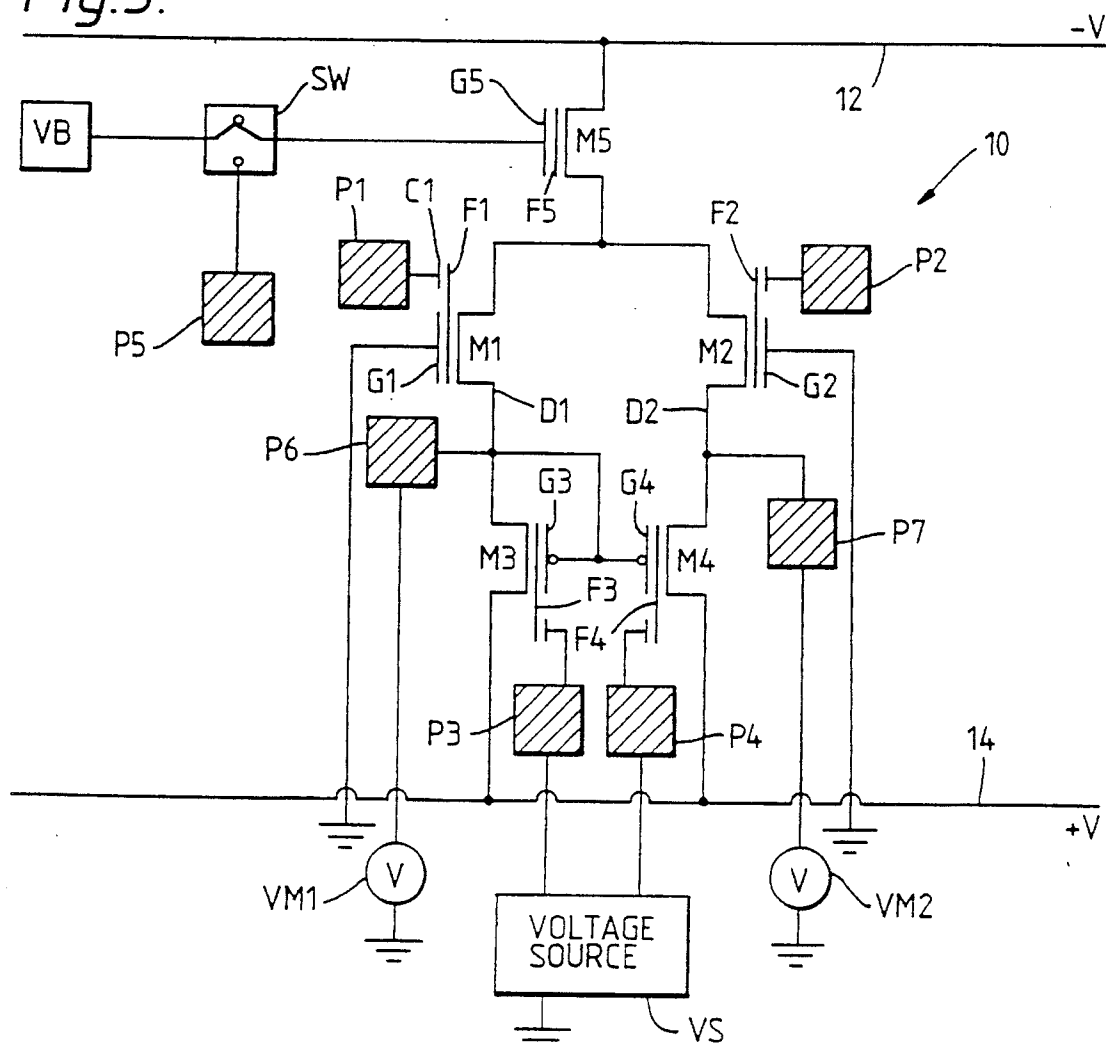 Fig.3.
-V
12
SW
G5
VB
M5
10
P1
C1
F1
F5
F2
P2
P5
M1
M2
G1
G2
D1
D2
P6
G3
G4
P7
M3
M4
F3
F4
P3
P4
14
+V
V
V
VM1
VM2
VOLTAGE
SOURCE
VS